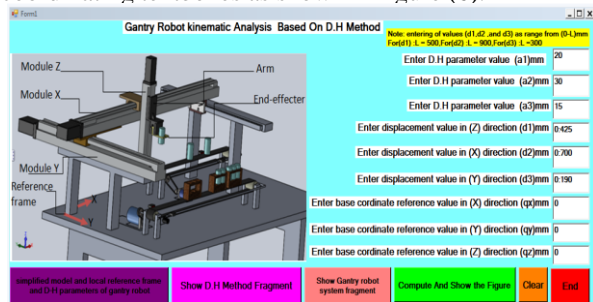 Form1
Gantry Robot kinematic Analysis Based On D.H Method
Note: entering of values (d1,d2 ,and d3) as range from (0-L)mm
For(d1) :L = 500,For(d2) :L = 900,For(d3) :L =300
Module Z
Arm
Module X
End-effecter
Module Y
Reference
frame
X
Y
Enter D.H parameter value (a1)mm 20
Enter D.H parameter value (a2)mm 30
Enter D.H parameter value (a3)mm 15
Enter displacement value in (Z) direction (d1)mm 0:425
Enter displacement value in (X) direction (d2)mm 0:700
Enter displacement value in (Y) direction (d3)mm 0:190
Enter base cordinate reference value in (X) direction (qx)mm 0
Enter base cordinate reference value in (Y) direction (qy)mm 0
Enter base cordinate reference value in (Z) direction (qz)mm 0
simplified model and local reference frame
and D-H parameters of gantry robot
Show D.H Method Fragment
Show Gantry robot
system fragment
Compute And Show the Figure
Clear
End